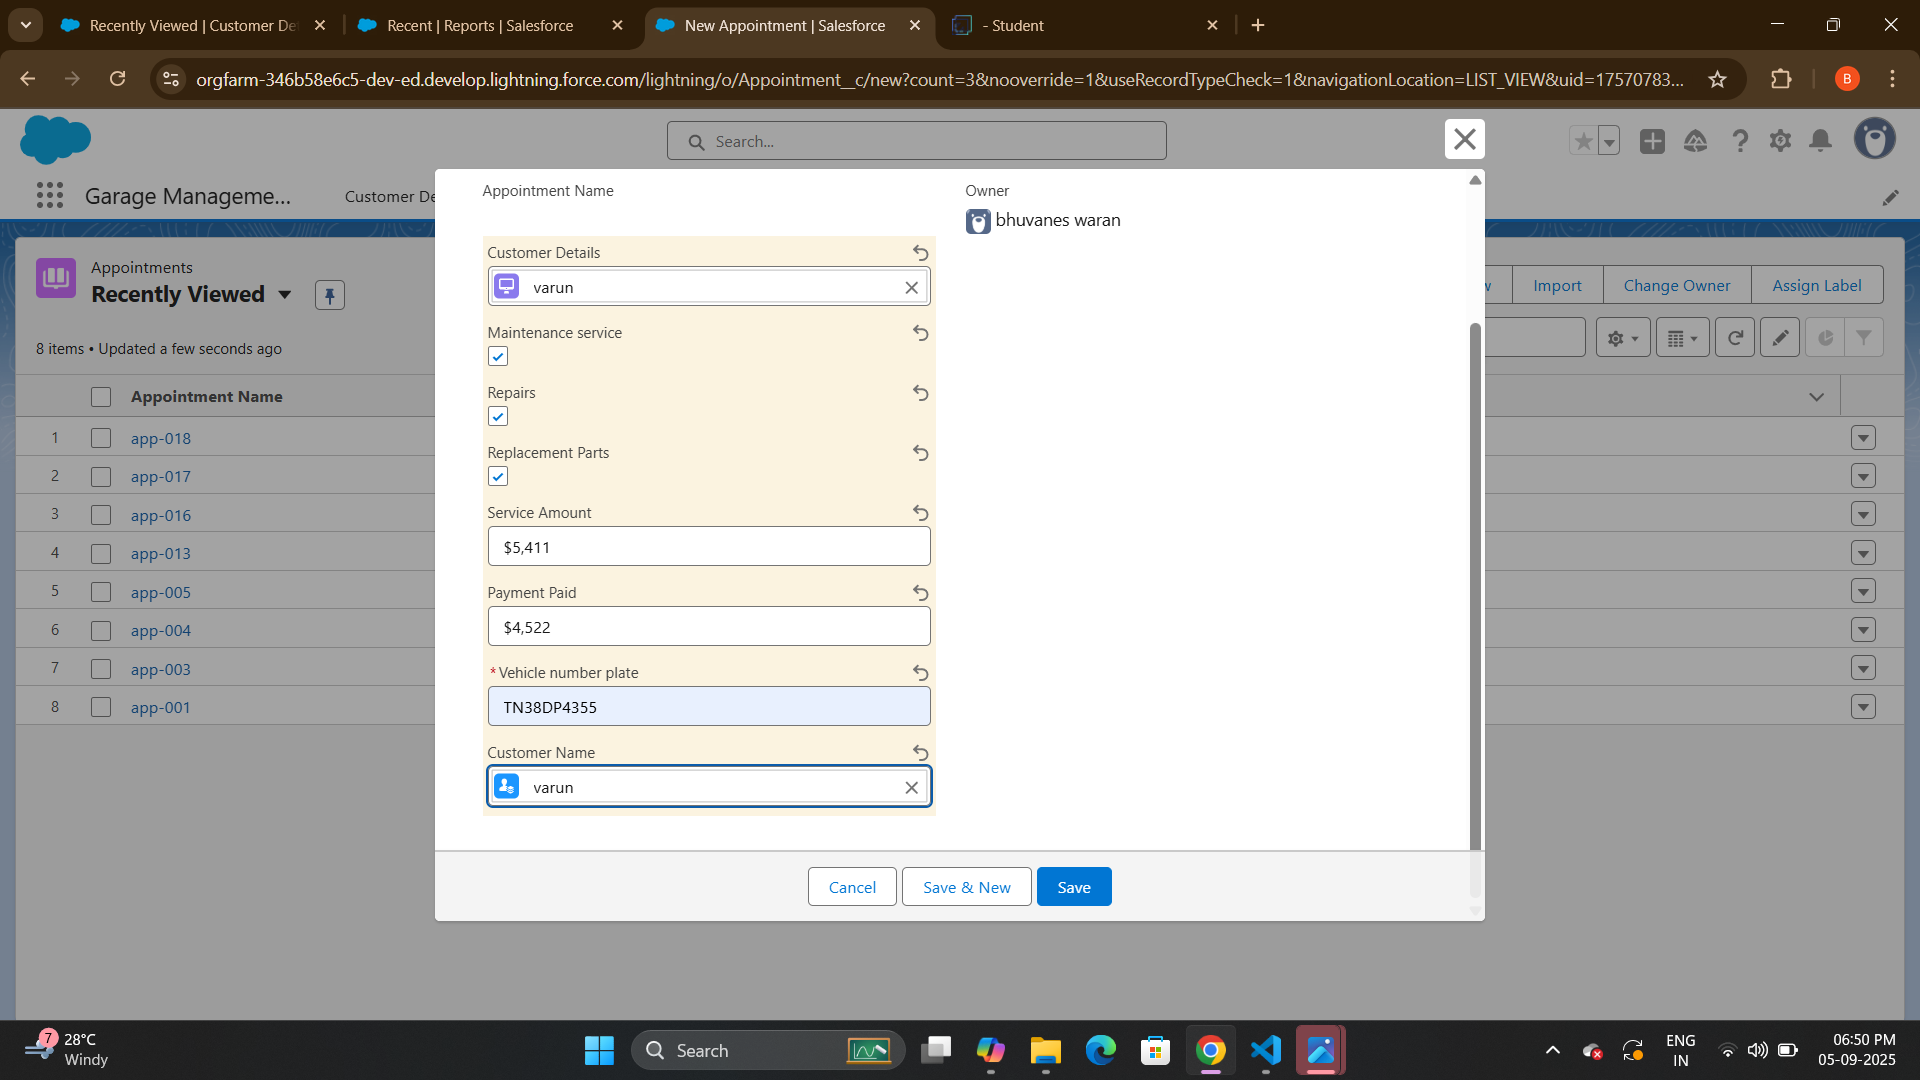 Recently Viewed | Customer De
Recent | Reports | Salesforce
New Appointment | Salesforce
- Student
orgfarm-346b58e6c5-dev-ed.develop.lightning.force.com/lightning/o/Appointment__c/new?count=3&nooverride=1&useRecordTypeCheck=1&navigationLocation=LIST_VIEW&uid=17570783...
B
Search...
Garage Manageme...
Customer De
Appointments
Recently Viewed
Import
Change Owner
Assign Label
8 items • Updated a few seconds ago
Appointment Name
1 app-018
2 app-017
3 app-016
4 app-013
5 app-005
6 app-004
7 app-003
8 app-001
Appointment Name
Owner
bhuvanes waran
Customer Details
varun
Maintenance service
Repairs
Replacement Parts
Service Amount
$5,411
Payment Paid
$4,522
*Vehicle number plate
TN38DP4355
Customer Name
varun
Cancel
Save & New
Save
7
28°C
Windy
Search
ENG
IN
06:50 PM
05-09-2025